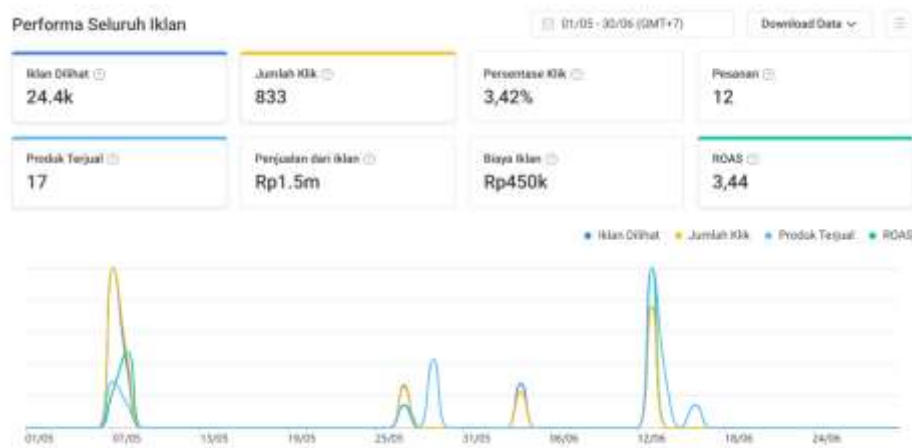 Performa Seluruh Iklan
01/05 - 30/06 (GMT+7)
Download Data
Iklan Dilihat
24.4k
Jumlah Klik
833
Persentase Klik
3,42%
Pesanan
12
Produk Terjual
17
Penjualan dari Iklan
Rp1.5m
Biaya Iklan
Rp450k
ROAS
3,44
Iklan Dilihat Jumlah Klik Produk Terjual ROAS
01/05 07/05 13/05 19/05 25/05 31/05 06/06 12/06 18/06 24/06